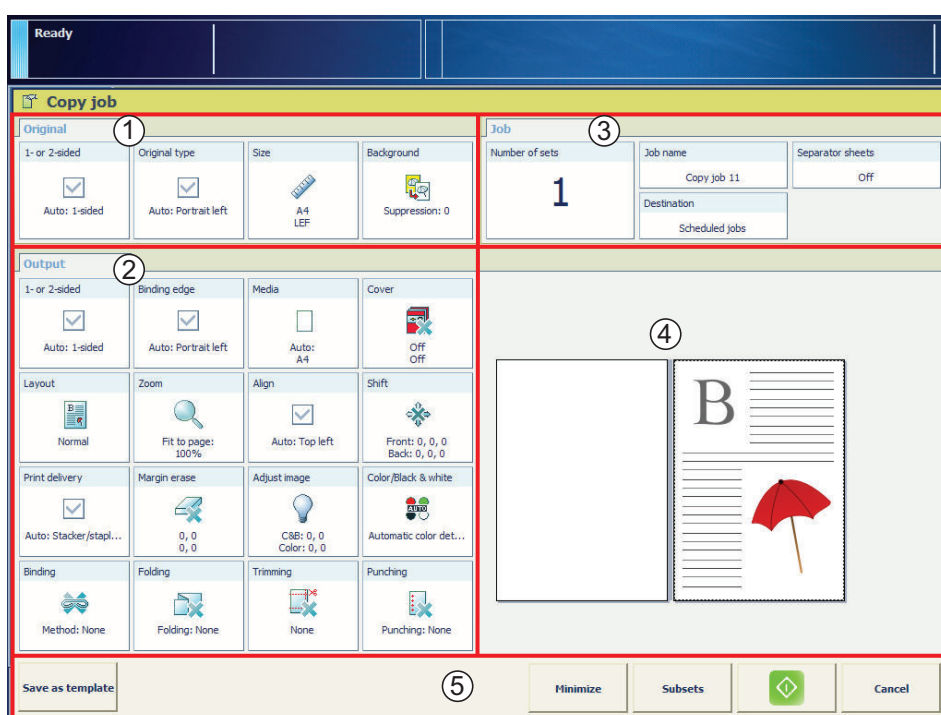 Ready
Copy job
Original
1
1- or 2-sided
Auto: 1-sided
Original type
Auto: Portrait left
Size
A4
LEF
Background
Suppression: 0
Job
3
Number of sets
1
Job name
Copy job 11
Separator sheets
Off
Destination
Scheduled jobs
Output
2
1- or 2-sided
Auto: 1-sided
Binding edge
Auto: Portrait left
Media
Auto:
A4
Cover
Off
Off
Layout
B
Normal
Zoom
Fit to page:
100%
Align
Auto: Top left
Shift
Front: 0, 0, 0
Back: 0, 0, 0
Print delivery
Auto: Stacker/stapl...
Margin erase
0, 0
0, 0
Adjust image
C&B: 0, 0
Color: 0, 0
Color/Black & white
AUTO
Automatic color det...
Binding
Method: None
Folding
Folding: None
Trimming
None
Punching
Punching: None
4
B
Save as template
5
Minimize
Subsets
Cancel